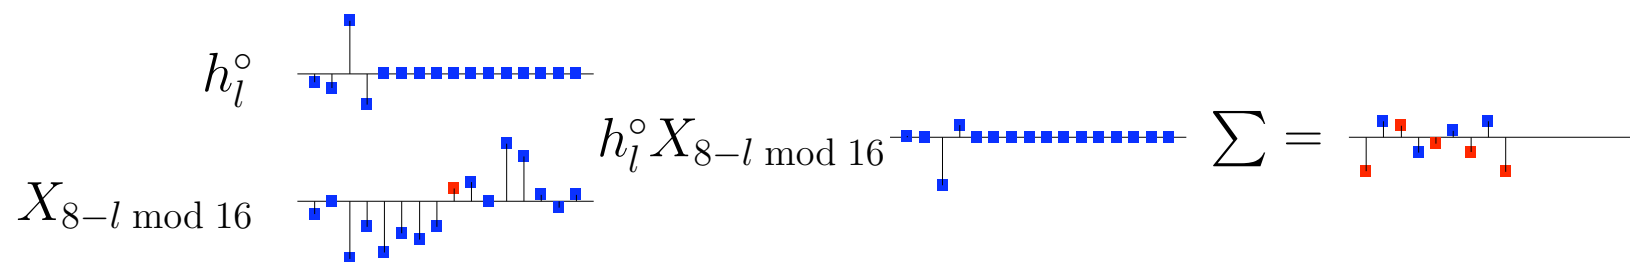 h_l^∘
h_l^∘ X_{8−l mod 16} ∑ =
X_{8−l mod 16}